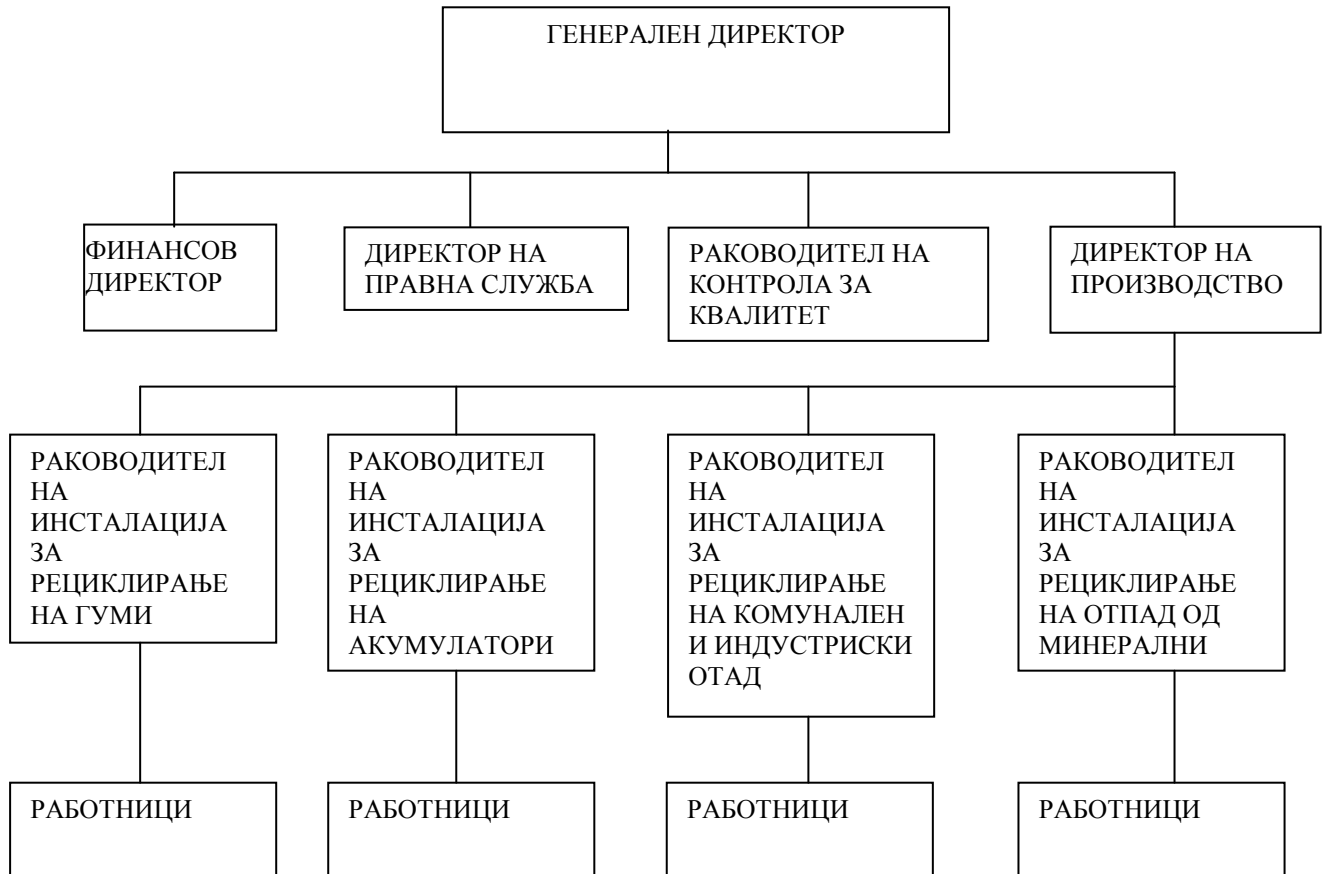 ГЕНЕРАЛЕН ДИРЕКТОР
ФИНАНСОВ
ДИРЕКТОР
ДИРЕКТОР НА
ПРАВНА СЛУЖБА
РАКОВОДИТЕЛ НА
КОНТРОЛА ЗА
КВАЛИТЕТ
ДИРЕКТОР НА
ПРОИЗВОДСТВО
РАКОВОДИТЕЛ
НА
ИНСТАЛАЦИЈА
ЗА
РЕЦИКЛИРАЊЕ
НА ГУМИ
РАКОВОДИТЕЛ
НА
ИНСТАЛАЦИЈА
ЗА
РЕЦИКЛИРАЊЕ
НА
АКУМУЛАТОРИ
РАКОВОДИТЕЛ
НА
ИНСТАЛАЦИЈА
ЗА
РЕЦИКЛИРАЊЕ
НА КОМУНАЛЕН
И ИНДУСТРИСКИ
ОТАД
РАКОВОДИТЕЛ
НА
ИНСТАЛАЦИЈА
ЗА
РЕЦИКЛИРАЊЕ
НА ОТПАД ОД
МИНЕРАЛНИ
РАБОТНИЦИ
РАБОТНИЦИ
РАБОТНИЦИ
РАБОТНИЦИ